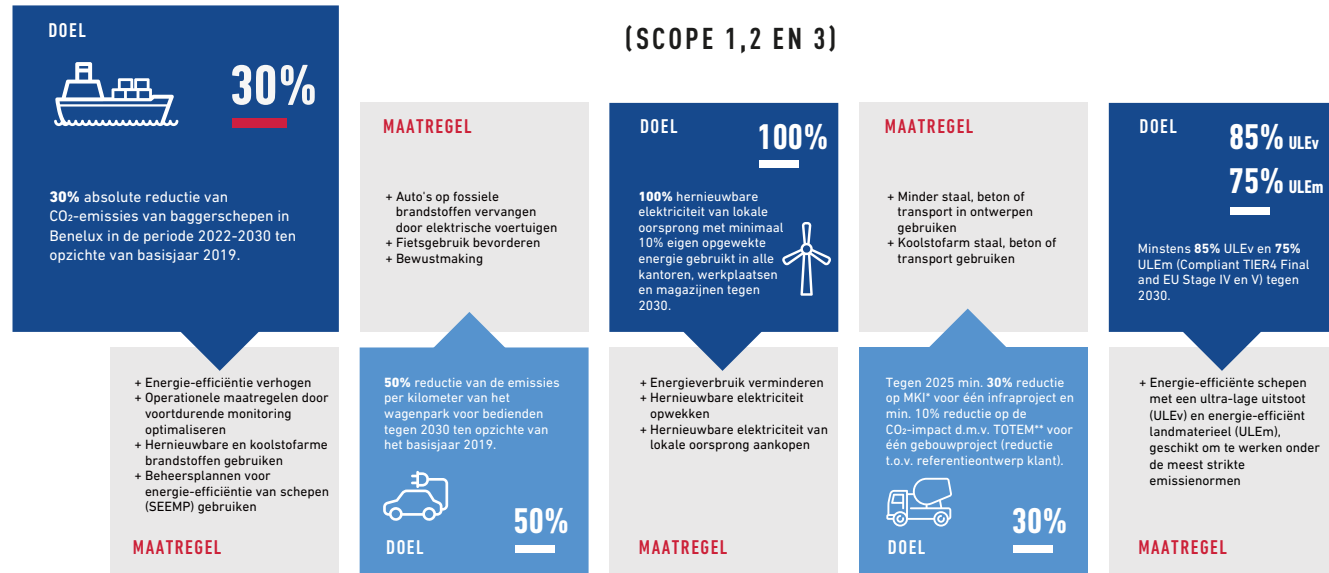 (SCOPE 1,2 EN 3)
DOEL
30%
30% absolute reductie van
CO₂-emissies van baggerschepen in
Benelux in de periode 2022-2030 ten
opzichte van basisjaar 2019.
+ Energie-efficiëntie verhogen
+ Operationele maatregelen door
voortdurende monitoring
optimaliseren
+ Hernieuwbare en koolstofarme
brandstoffen gebruiken
+ Beheersplannen voor
energie-efficiëntie van schepen
(SEEMP) gebruiken
MAATREGEL
MAATREGEL
+ Auto's op fossiele
brandstoffen vervangen
door elektrische voertuigen
+ Fietsgebruik bevorderen
+ Bewustmaking
50% reductie van de emissies
per kilometer van het
wagenpark voor bedienden
tegen 2030 ten opzichte van
het basisjaar 2019.
50%
DOEL
DOEL
100%
100% hernieuwbare
elektriciteit van lokale
oorsprong met minimaal
10% eigen opgewekte
energie gebruikt in alle
kantoren, werkplaatsen
en magazijnen tegen
2030.
+ Energieverbruik verminderen
+ Hernieuwbare elektriciteit
opwekken
+ Hernieuwbare elektriciteit van
lokale oorsprong aankopen
MAATREGEL
MAATREGEL
+ Minder staal, beton of
transport in ontwerpen
gebruiken
+ Koolstofarm staal, beton of
transport gebruiken
Tegen 2025 min. 30% reductie
op MKI* voor één infraproject en
min. 10% reductie op de
CO₂-impact d.m.v. TOTEM** voor
één gebouwproject (reductie
t.o.v. referentieontwerp klant).
30%
DOEL
DOEL
85% ULEv
75% ULEm
Minstens 85% ULEv en 75%
ULEm (Compliant TIER4 Final
and EU Stage IV en V) tegen
2030.
+ Energie-efficiënte schepen
met een ultra-lage uitstoot
(ULEv) en energie-efficiënt
landmaterieel (ULEm),
geschikt om te werken onder
de meest strikte
emissienormen
MAATREGEL